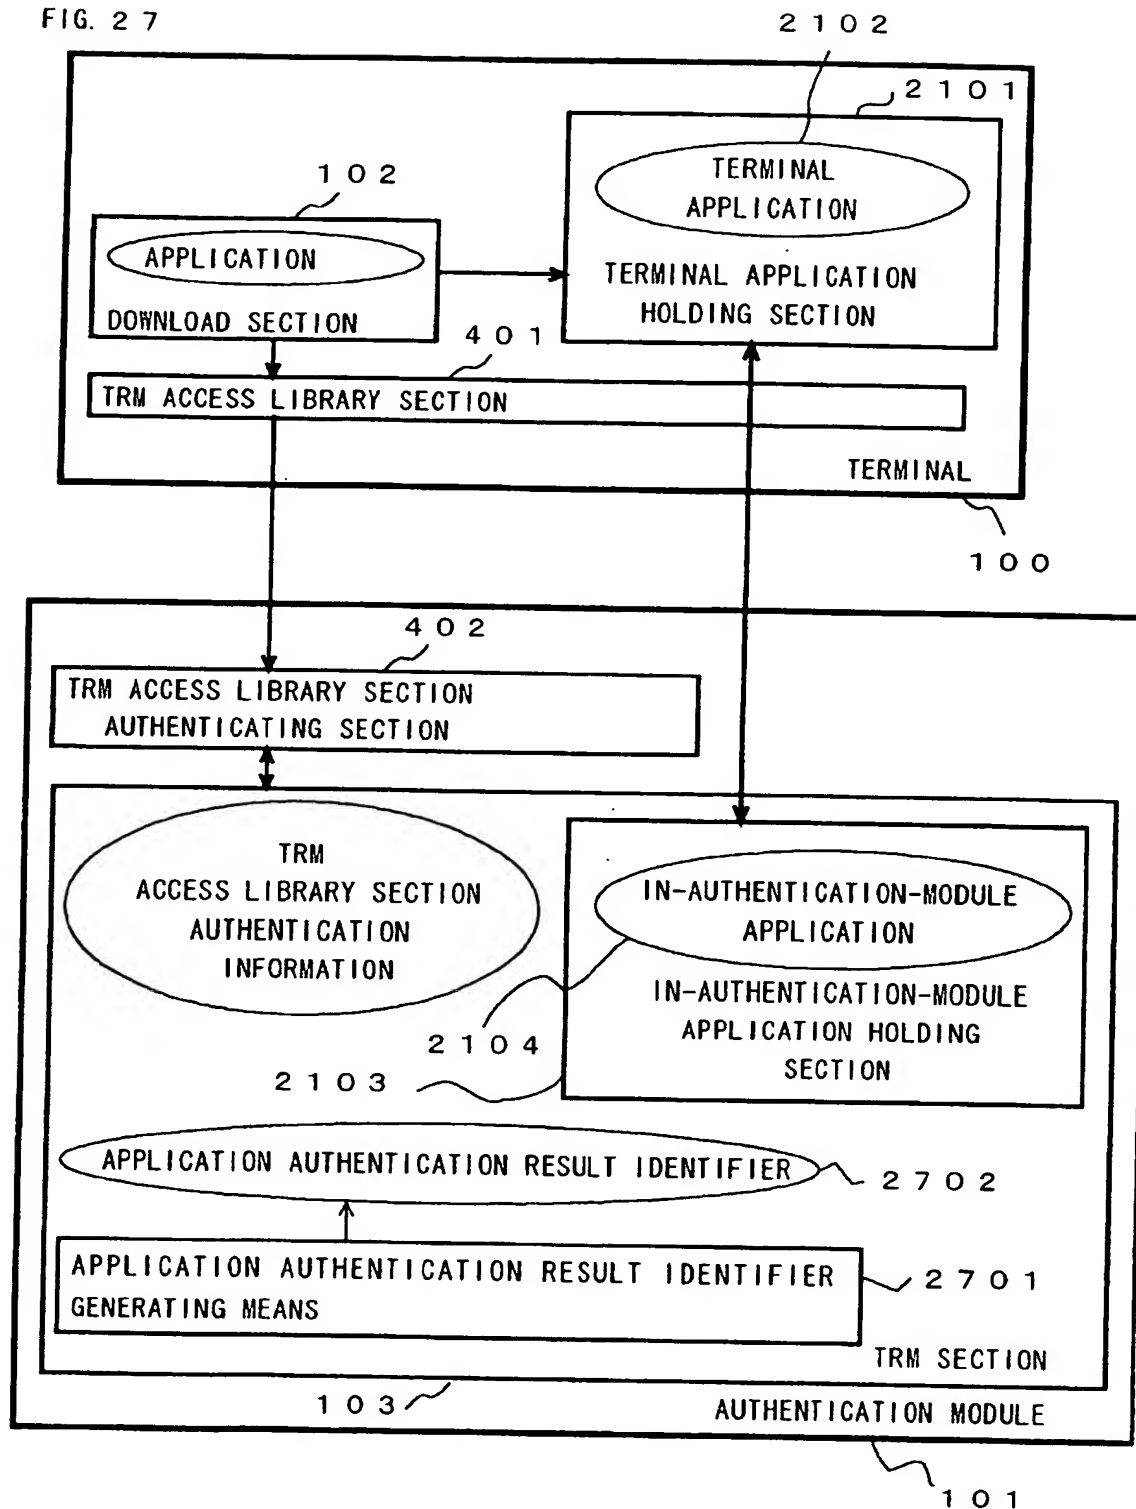 FIG. 27
2102
2101
TERMINAL
APPLICATION
TERMINAL APPLICATION
HOLDING SECTION
102
APPLICATION
DOWNLOAD SECTION
401
TRM ACCESS LIBRARY SECTION
TERMINAL
100
402
TRM ACCESS LIBRARY SECTION
AUTHENTICATING SECTION
TRM
ACCESS LIBRARY SECTION
AUTHENTICATION
INFORMATION
IN-AUTHENTICATION-MODULE
APPLICATION
IN-AUTHENTICATION-MODULE
APPLICATION HOLDING
SECTION
2104
2103
APPLICATION AUTHENTICATION RESULT IDENTIFIER
2702
APPLICATION AUTHENTICATION RESULT IDENTIFIER
GENERATING MEANS
2701
TRM SECTION
103
AUTHENTICATION MODULE
101